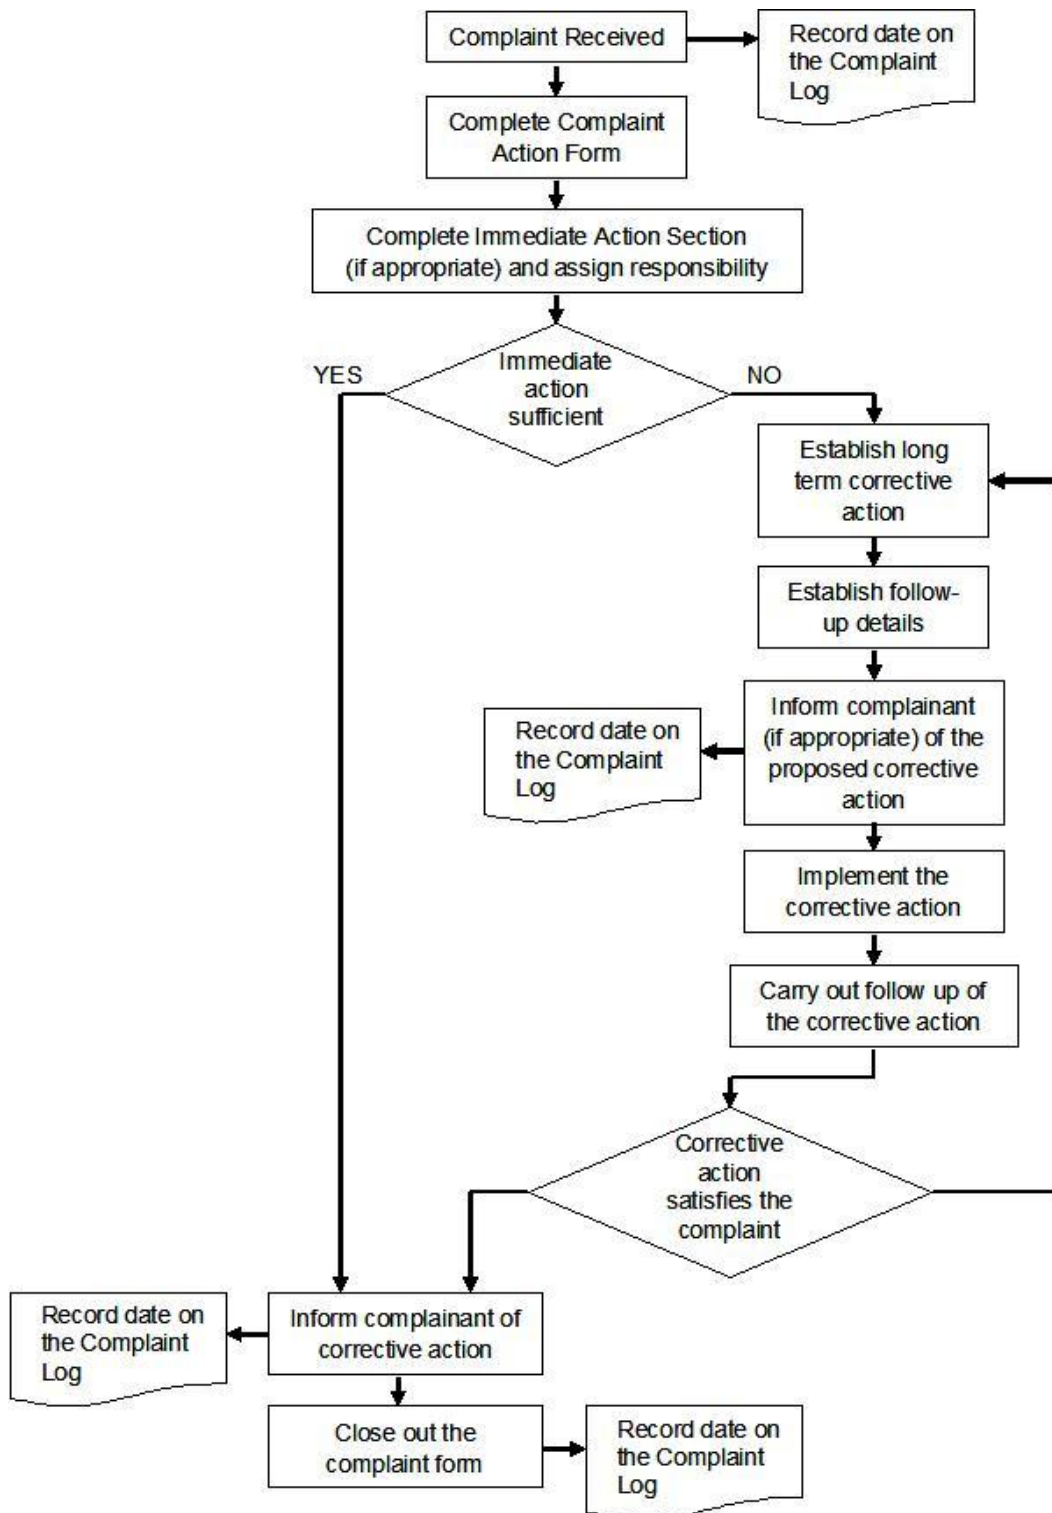 Complaint Received
Record date on
the Complaint
Log
Complete Complaint
Action Form
Complete Immediate Action Section
(if appropriate) and assign responsibility
Immediate
action
sufficient
YES
NO
Establish long
term corrective
action
Establish follow-
up details
Inform complainant
(if appropriate) of the
proposed corrective
action
Record date on
the Complaint
Log
Implement the
corrective action
Carry out follow up of
the corrective action
Corrective
action
satisfies the
complaint
Inform complainant of
corrective action
Record date on
the Complaint
Log
Close out the
complaint form
Record date on
the Complaint
Log